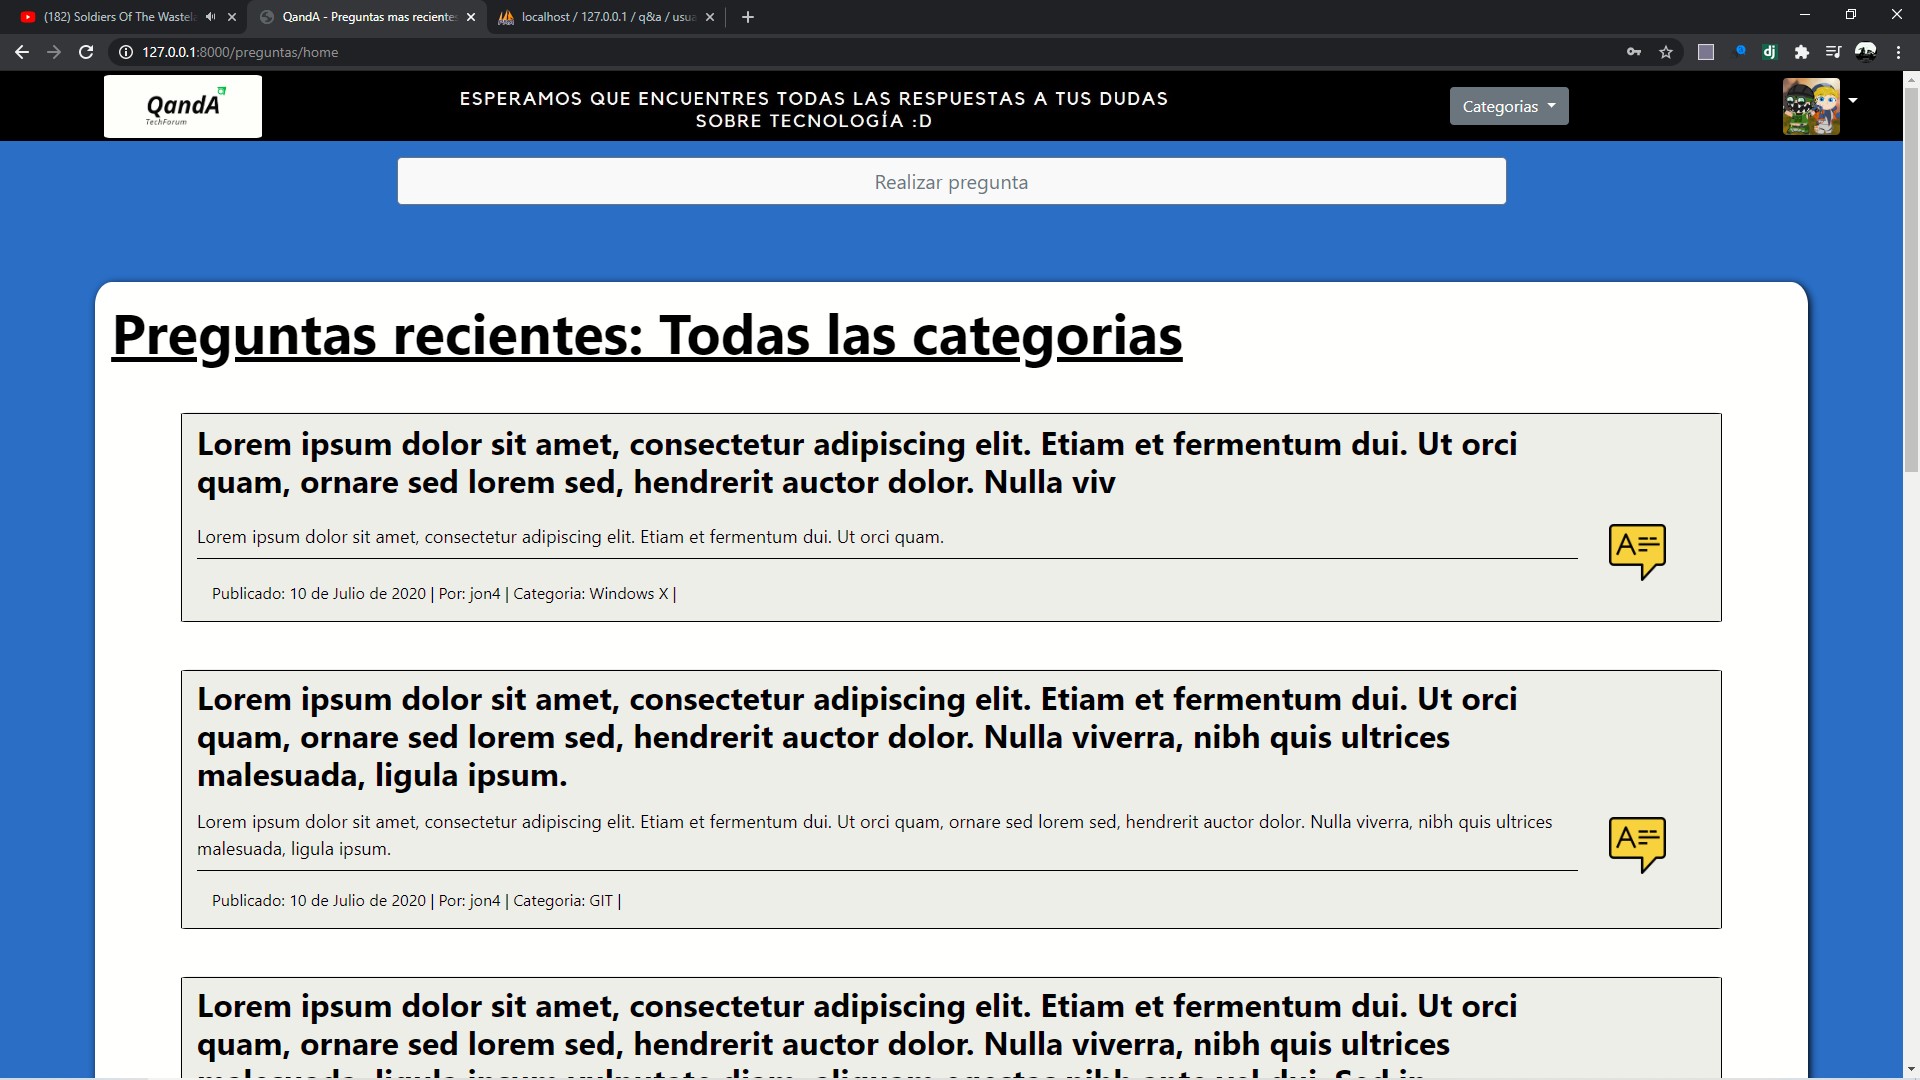 (182) Soldiers Of The Wastela
QandA - Preguntas mas recientes
localhost / 127.0.0.1 / q&a / usua
127.0.0.1:8000/preguntas/home
QandA
TechForum
ESPERAMOS QUE ENCUENTRES TODAS LAS RESPUESTAS A TUS DUDAS
SOBRE TECNOLOGÍA :D
Categorias
Realizar pregunta
Preguntas recientes: Todas las categorias
Lorem ipsum dolor sit amet, consectetur adipiscing elit. Etiam et fermentum dui. Ut orci
quam, ornare sed lorem sed, hendrerit auctor dolor. Nulla viv
Lorem ipsum dolor sit amet, consectetur adipiscing elit. Etiam et fermentum dui. Ut orci quam.
Publicado: 10 de Julio de 2020 | Por: jon4 | Categoria: Windows X |
Lorem ipsum dolor sit amet, consectetur adipiscing elit. Etiam et fermentum dui. Ut orci
quam, ornare sed lorem sed, hendrerit auctor dolor. Nulla viverra, nibh quis ultrices
malesuada, ligula ipsum.
Lorem ipsum dolor sit amet, consectetur adipiscing elit. Etiam et fermentum dui. Ut orci quam, ornare sed lorem sed, hendrerit auctor dolor. Nulla viverra, nibh quis ultrices
malesuada, ligula ipsum.
Publicado: 10 de Julio de 2020 | Por: jon4 | Categoria: GIT |
Lorem ipsum dolor sit amet, consectetur adipiscing elit. Etiam et fermentum dui. Ut orci
quam, ornare sed lorem sed, hendrerit auctor dolor. Nulla viverra, nibh quis ultrices